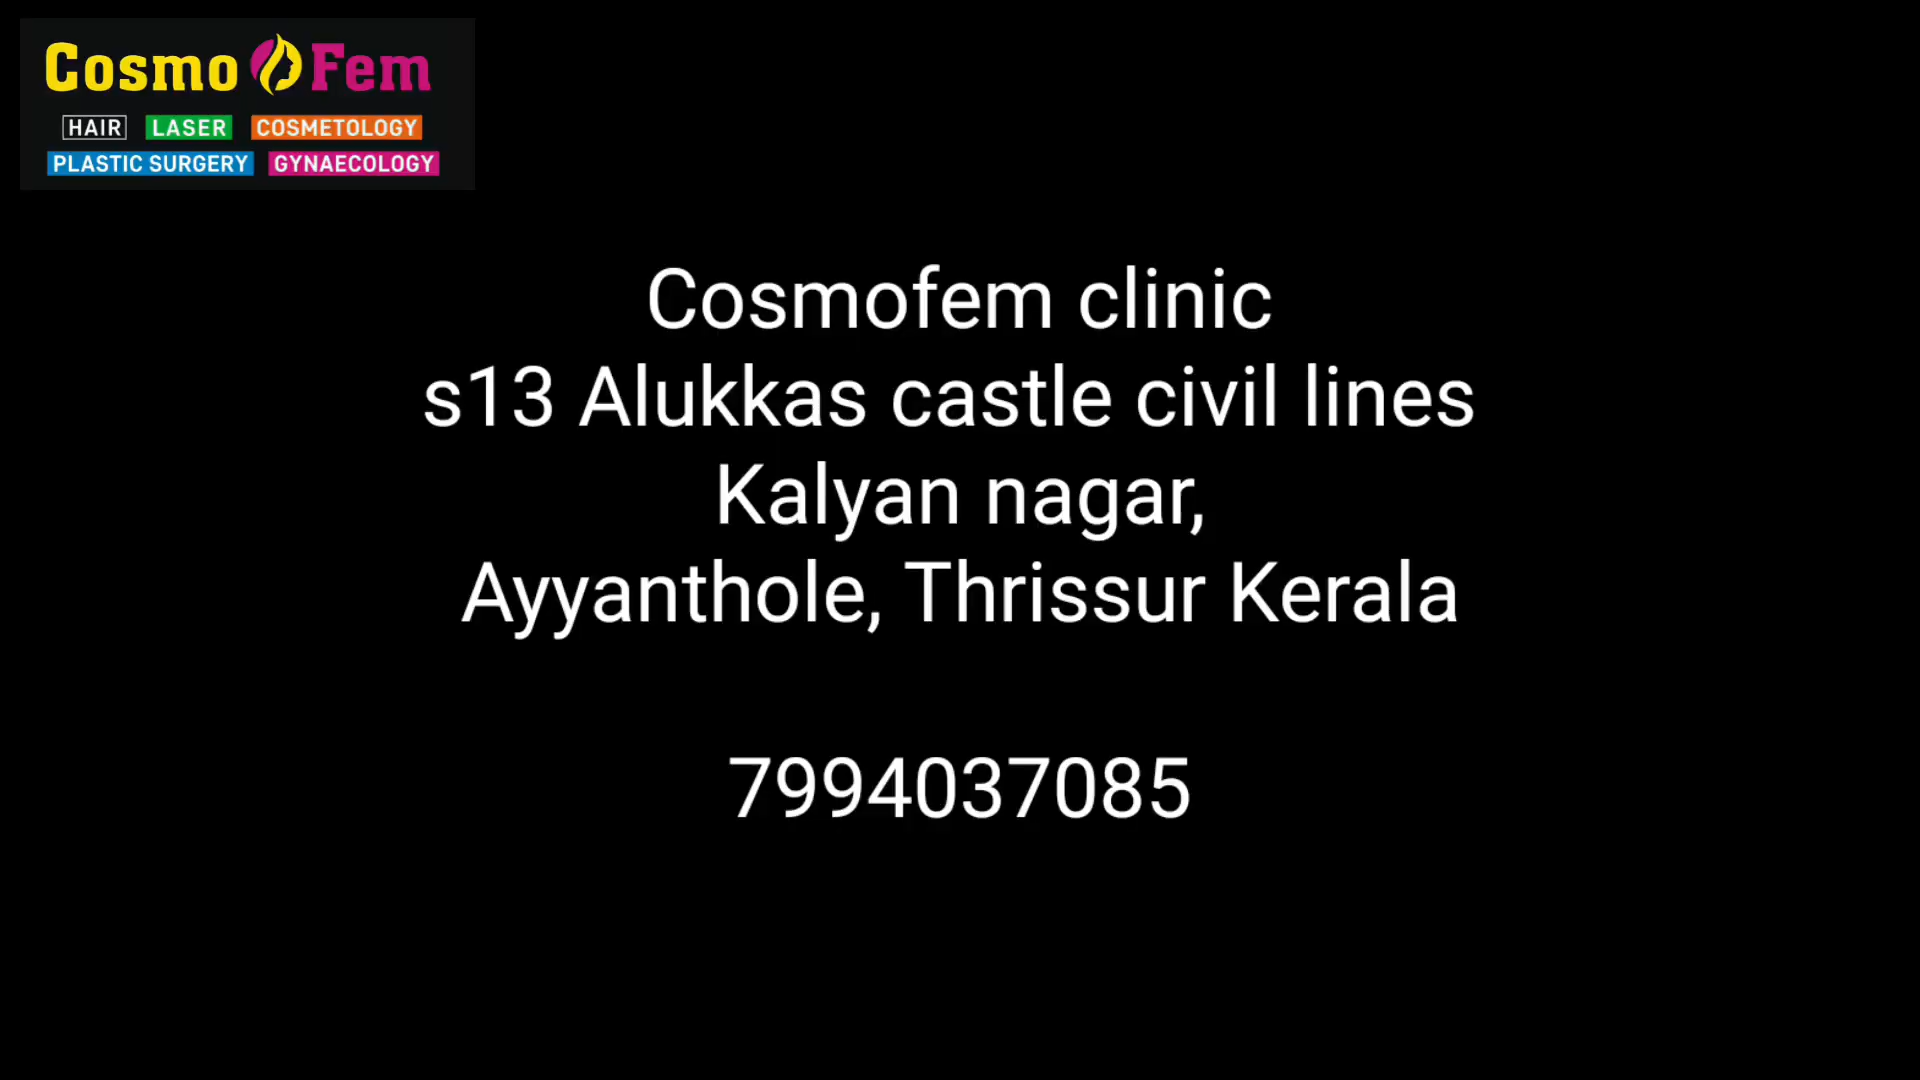 Cosmo Fem
HAIR LASER COSMETOLOGY
PLASTIC SURGERY GYNAECOLOGY
Cosmofem clinic
s13 Alukkas castle civil lines
Kalyan nagar,
Ayyanthole, Thrissur Kerala
7994037085